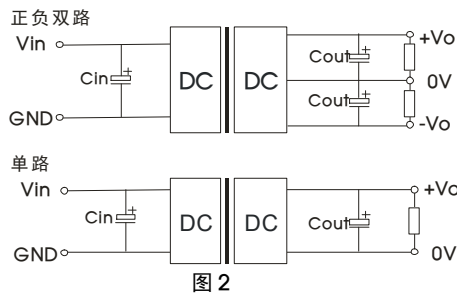 正负双路
Vin
+Vo
Cout
+
Cin
+
DC
DC
0V
Cout
+
GND
-Vo
单路
Vin
+Vo
Cin
+
DC
DC
Cout
+
GND
0V
图2